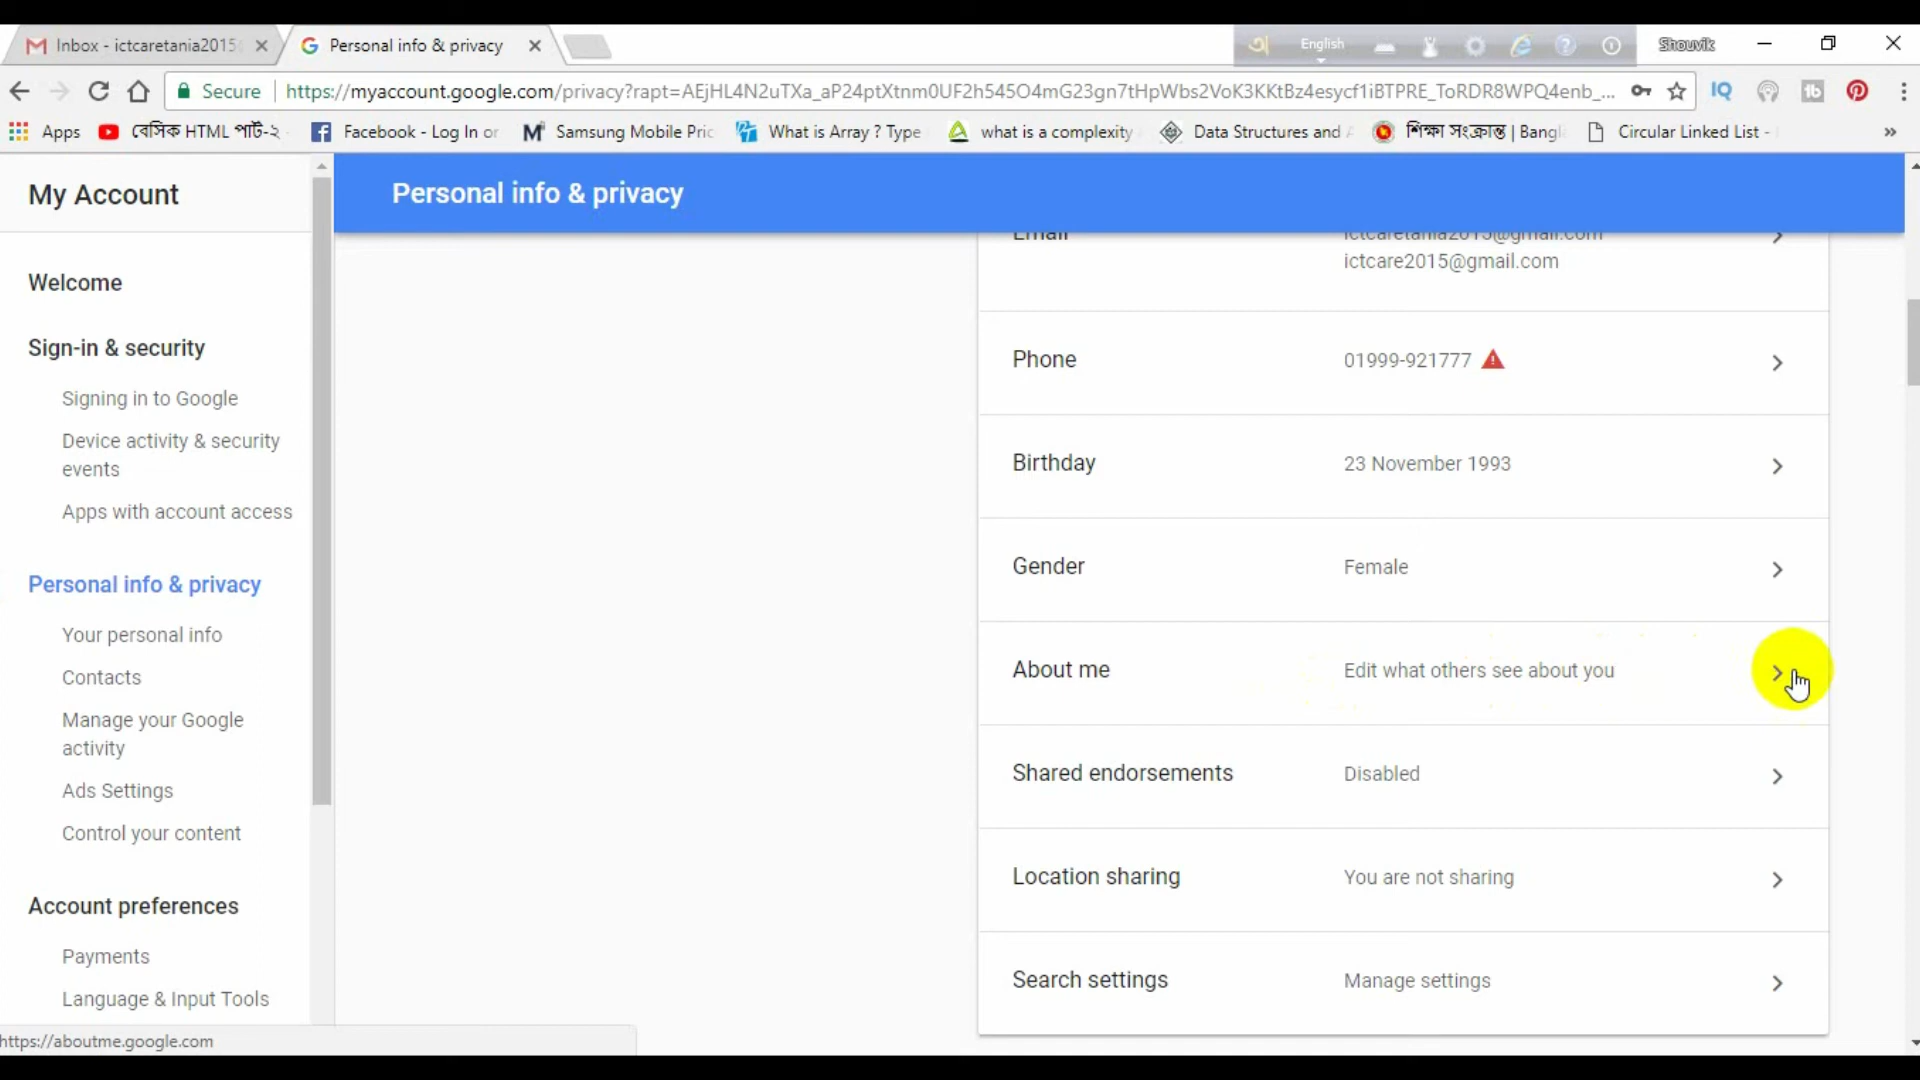 Inbox - ictcaretania2015
Personal info & privacy
English
Shouvik
Secure
https://myaccount.google.com/privacy?rapt=AEjHL4N2uTXa_aP24ptXtnm0UF2h545O4mG23gn7tHpWbs2VoK3KKtBz4esycf1iBTPRE_ToRDR8WPQ4enb_...
Apps
বেসিক HTML পার্ট-২
Facebook - Log In or
Samsung Mobile Pric
What is Array ? Type
what is a complexity
Data Structures and
শিক্ষা সংক্রান্ত | Bangl
Circular Linked List -
My Account
Personal info & privacy
Welcome
Sign-in & security
Signing in to Google
Device activity & security
events
Apps with account access
Personal info & privacy
Your personal info
Contacts
Manage your Google
activity
Ads Settings
Control your content
Account preferences
Payments
Language & Input Tools
Email
ictcaretania2015@gmail.com
ictcare2015@gmail.com
Phone
01999-921777
Birthday
23 November 1993
Gender
Female
About me
Edit what others see about you
Shared endorsements
Disabled
Location sharing
You are not sharing
Search settings
Manage settings
https://aboutme.google.com